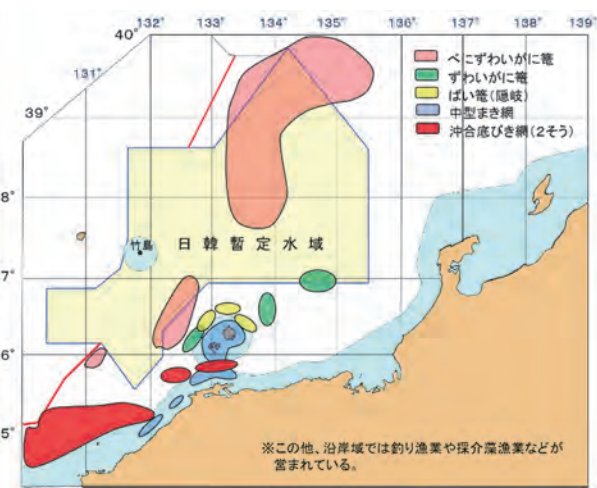 40°
132°
133°
134°
135°
136°
137°
138°
139°
131°
39°
べにずわいがに篭
ずわいがに篭
ばい篭(隠岐)
中型まき網
沖合底びき網(2そう)
8°
竹島
日韓暫定水域
7°
6°
5°
※この他、沿岸域では釣り漁業や採介藻漁業などが
営まれている。